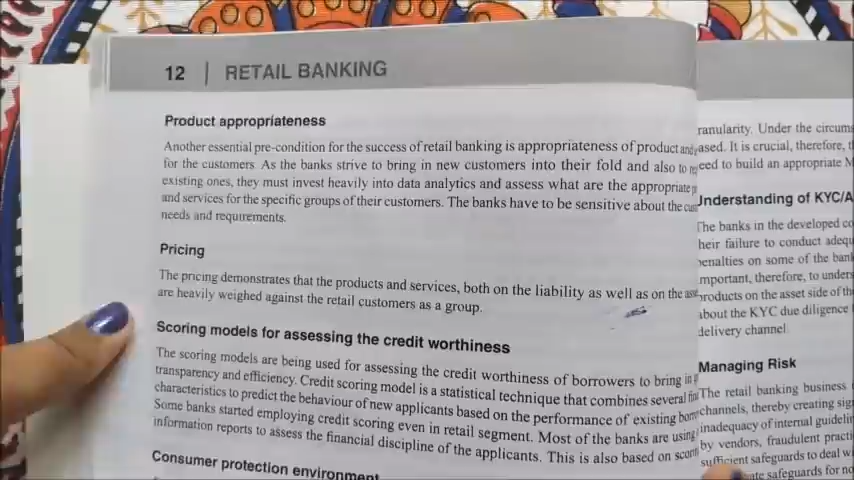 12 | RETAIL BANKING
Product appropriateness
Another essential pre-condition for the success of retail banking is appropriateness of product and
for the customers. As the banks strive to bring in new customers into their fold and also to
existing ones, they must invest heavily into data analytics and assess what are the appropriate
and services for the specific groups of their customers. The banks have to be sensitive about the
needs and requirements.
Pricing
The pricing demonstrates that the products and services, both on the liability as well as on the
are heavily weighed against the retail customers as a group.
Scoring models for assessing the credit worthiness
The scoring models are being used for assessing the credit worthiness of borrowers to bring in
transparency and efficiency. Credit scoring model is a statistical technique that combines several
characteristics to predict the behaviour of new applicants based on the performance of existing
Some banks started employing credit scoring even in retail segment. Most of the banks are using
information reports to assess the financial discipline of the applicants. This is also based on
Consumer protection environment
Under the circums
It is crucial, therefore, t
eed to build an appropriate M
Understanding of KYC/A
The banks in the developed co
heir failure to conduct adequ
penalties on some of the bank
mportant, therefore, to unders
products on the asset side of the
about the KYC due diligence
delivery channel
Managing Risk
The retail banking business
channels, thereby creating sig
inadequacy of internal guidelin
by vendors, fraudulent practi
sufficient safeguards to deal wi
ate safeguards for no